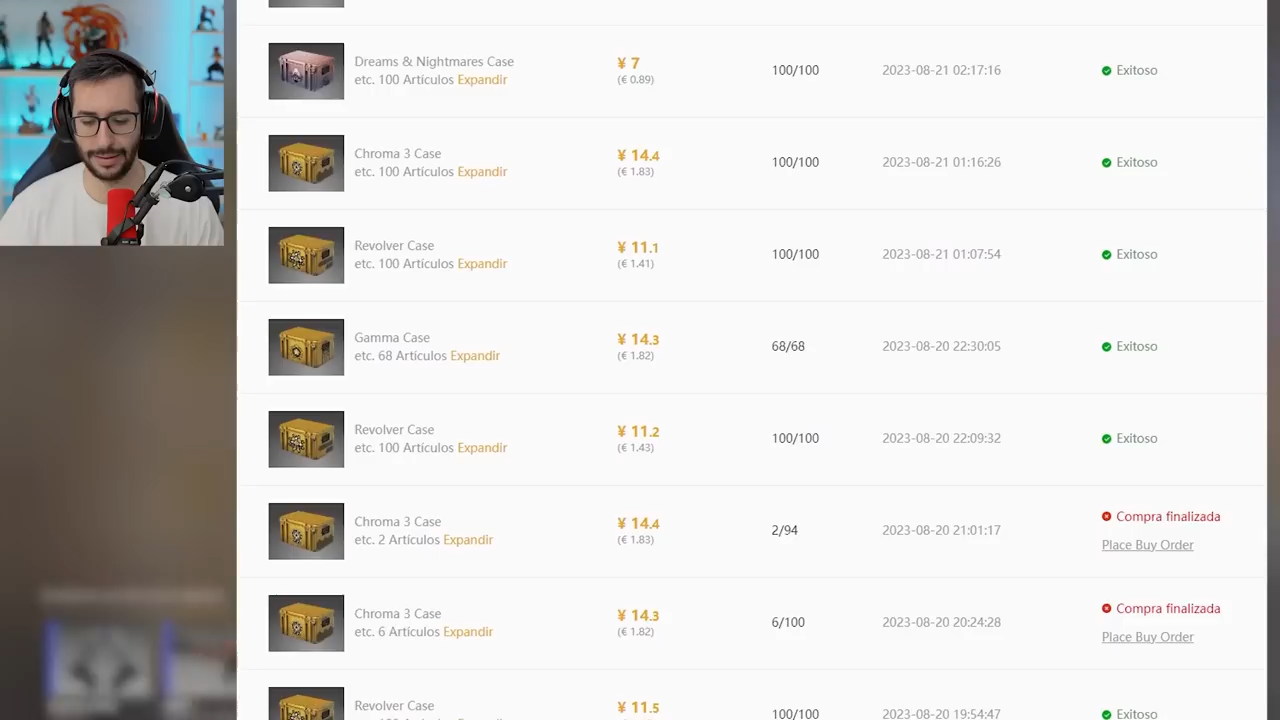 Dreams & Nightmares Case
etc. 100 Artículos Expandir
¥ 7
(€ 0.89)
100/100
2023-08-21 02:17:16
Exitoso
Chroma 3 Case
etc. 100 Artículos Expandir
¥ 14.4
(€ 1.83)
100/100
2023-08-21 01:16:26
Exitoso
Revolver Case
etc. 100 Artículos Expandir
¥ 11.1
(€ 1.41)
100/100
2023-08-21 01:07:54
Exitoso
Gamma Case
etc. 68 Artículos Expandir
¥ 14.3
(€ 1.82)
68/68
2023-08-20 22:30:05
Exitoso
Revolver Case
etc. 100 Artículos Expandir
¥ 11.2
(€ 1.43)
100/100
2023-08-20 22:09:32
Exitoso
Chroma 3 Case
etc. 2 Artículos Expandir
¥ 14.4
(€ 1.83)
2/94
2023-08-20 21:01:17
Compra finalizada
Place Buy Order
Chroma 3 Case
etc. 6 Artículos Expandir
¥ 14.3
(€ 1.82)
6/100
2023-08-20 20:24:28
Compra finalizada
Place Buy Order
Revolver Case
¥ 11.5
100/100
2023-08-20 19:54:47
Exitoso